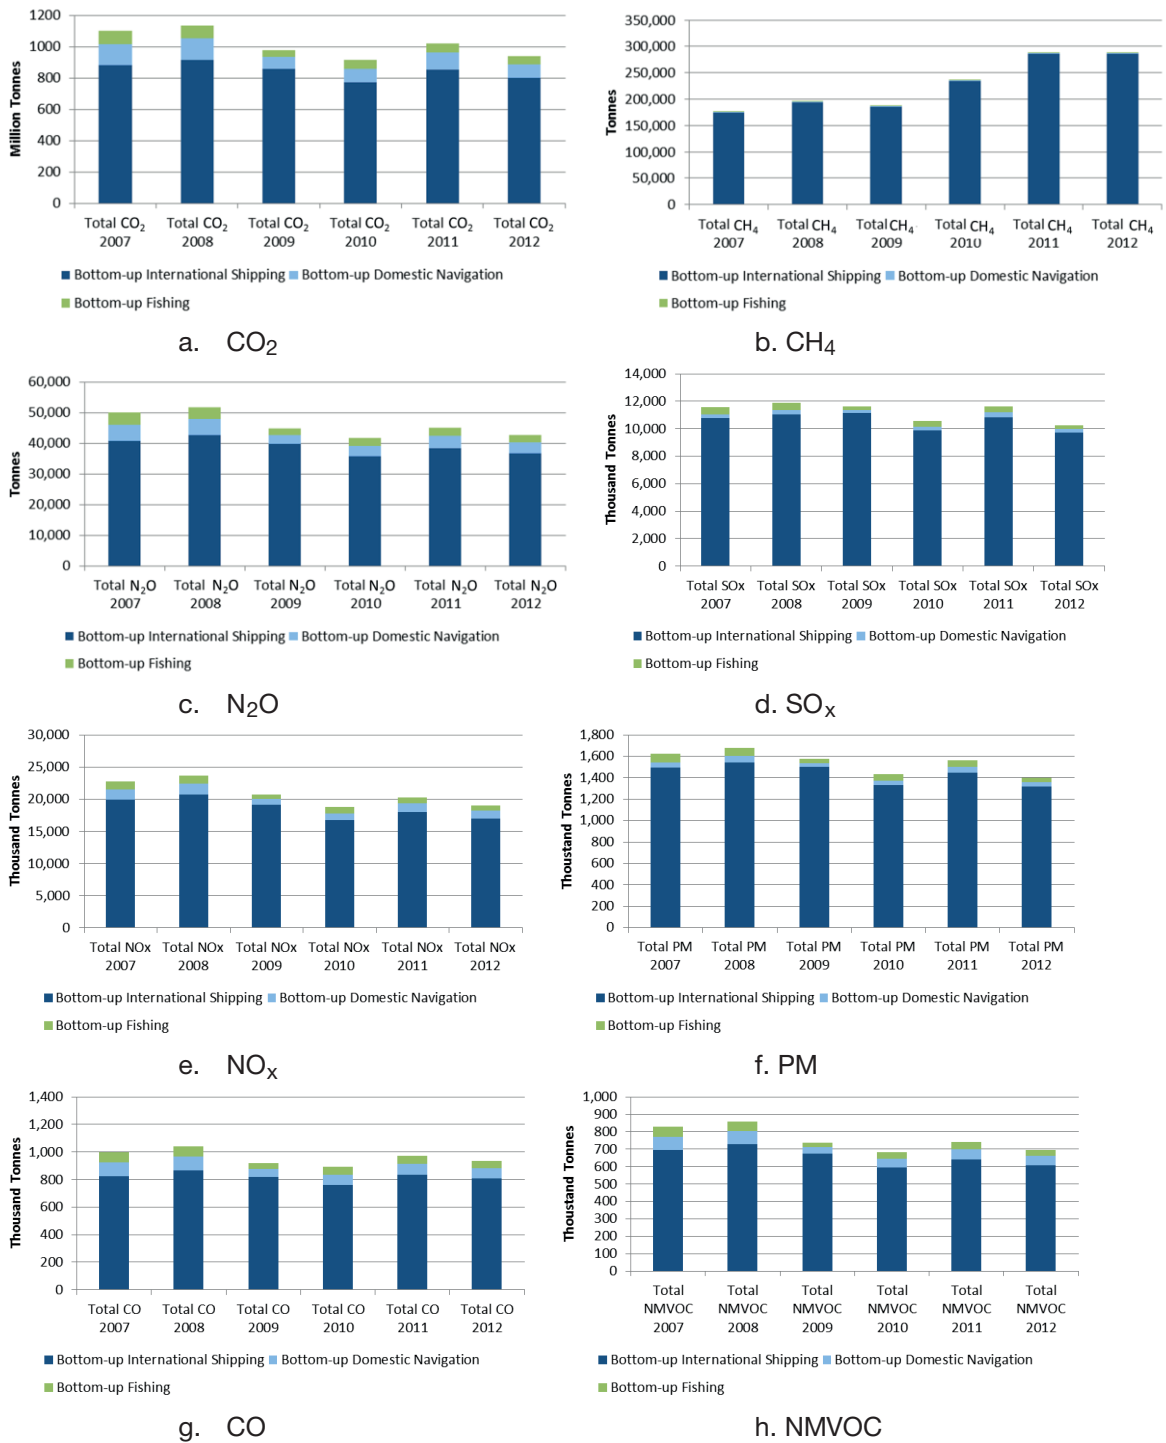 1200
1000
800
600
400
200
0
Million Tonnes
Total CO2 Total CO2 Total CO2 Total CO2 Total CO2 Total CO2
2007 2008 2009 2010 2011 2012
Bottom-up International Shipping Bottom-up Domestic Navigation
Bottom-up Fishing
a. CO2
350,000
300,000
250,000
200,000
150,000
100,000
50,000
0
Tonnes
Total CH4 Total CH4 Total CH4 Total CH4 Total CH4 Total CH4
2007 2008 2009 2010 2011 2012
Bottom-up International Shipping Bottom-up Domestic Navigation
Bottom-up Fishing
b. CH4
60,000
50,000
40,000
30,000
20,000
10,000
0
Tonnes
Total N2O Total N2O Total N2O Total N2O Total N2O Total N2O
2007 2008 2009 2010 2011 2012
Bottom-up International Shipping Bottom-up Domestic Navigation
Bottom-up Fishing
c. N2O
14,000
12,000
10,000
8,000
6,000
4,000
2,000
0
Thousand Tonnes
Total SOx Total SOx Total SOx Total SOx Total SOx Total SOx
2007 2008 2009 2010 2011 2012
Bottom-up International Shipping Bottom-up Domestic Navigation
Bottom-up Fishing
d. SOx
30,000
25,000
20,000
15,000
10,000
5,000
0
Thousand Tonnes
Total NOx Total NOx Total NOx Total NOx Total NOx Total NOx
2007 2008 2009 2010 2011 2012
Bottom-up International Shipping Bottom-up Domestic Navigation
Bottom-up Fishing
e. NOx
1,800
1,600
1,400
1,200
1,000
800
600
400
200
0
Thoustand Tonnes
Total PM Total PM Total PM Total PM Total PM Total PM
2007 2008 2009 2010 2011 2012
Bottom-up International Shipping Bottom-up Domestic Navigation
Bottom-up Fishing
f. PM
1,400
1,200
1,000
800
600
400
200
0
Thousand Tonnes
Total CO Total CO Total CO Total CO Total CO Total CO
2007 2008 2009 2010 2011 2012
Bottom-up International Shipping Bottom-up Domestic Navigation
Bottom-up Fishing
g. CO
1,000
900
800
700
600
500
400
300
200
100
0
Thoustand Tonnes
Total Total Total Total Total Total
NMVOC NMVOC NMVOC NMVOC NMVOC NMVOC
2007 2008 2009 2010 2011 2012
Bottom-up International Shipping Bottom-up Domestic Navigation
Bottom-up Fishing
h. NMVOC